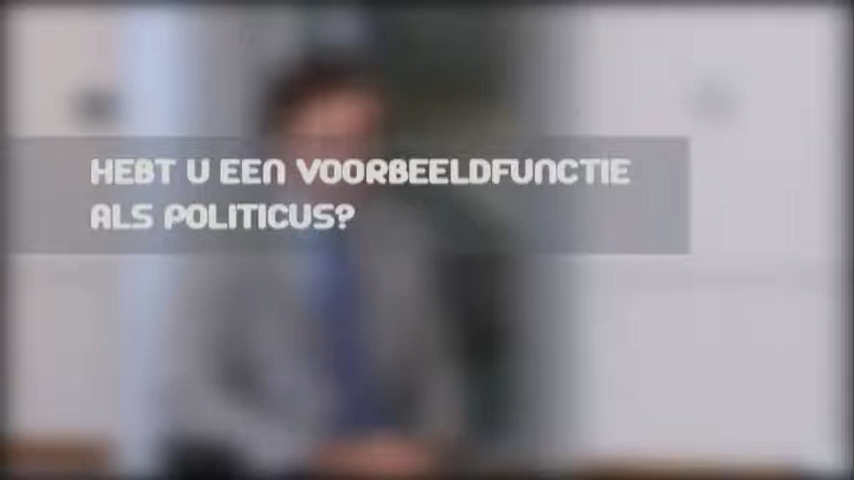 HEBT U EEN VOORBEELDFUNCTIE
ALS POLITICUS?